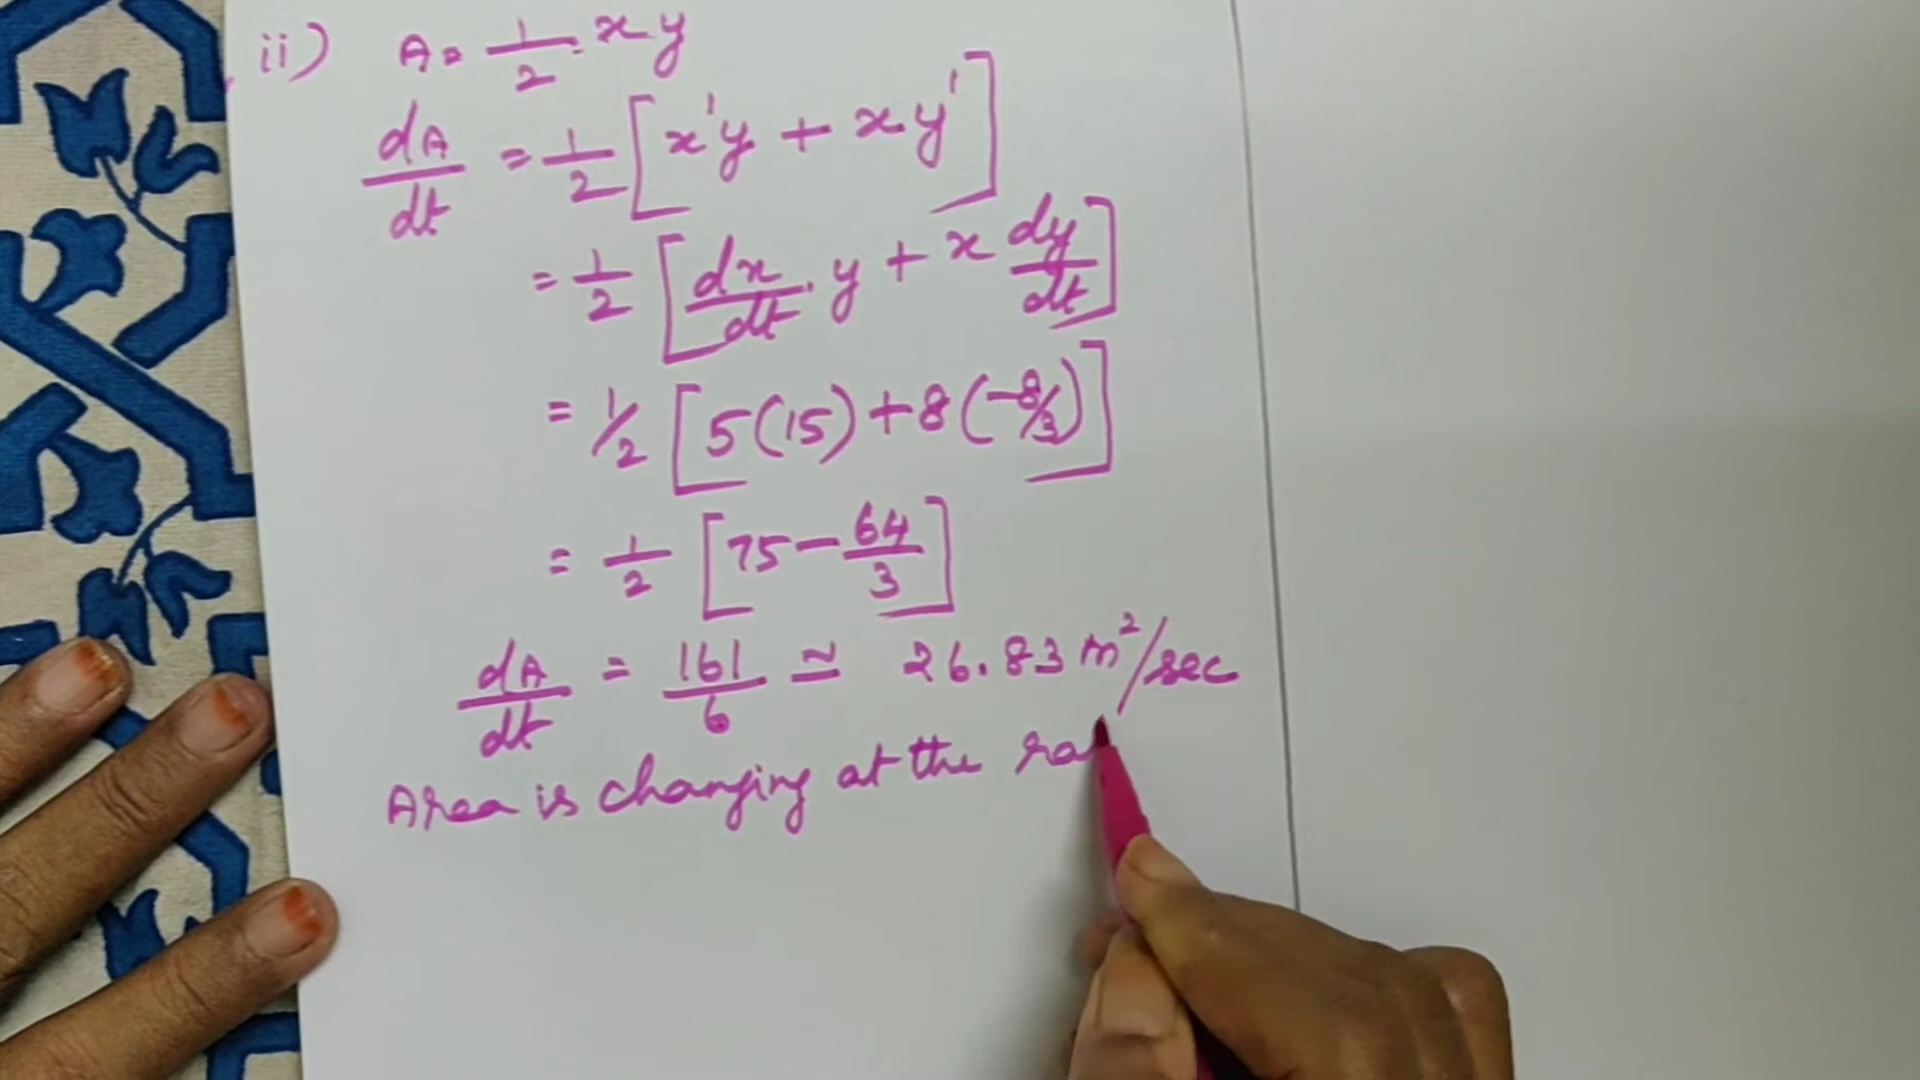 ii) A = 1/2 . xy
dA/dt = 1/2 [x'y + xy']
= 1/2 [dx/dt . y + x dy/dt]
= 1/2 [5(15) + 8(-8/3)]
= 1/2 [75 - 64/3]
dA/dt = 161/6 ≃ 26.83 m²/sec
Area is changing at the ra